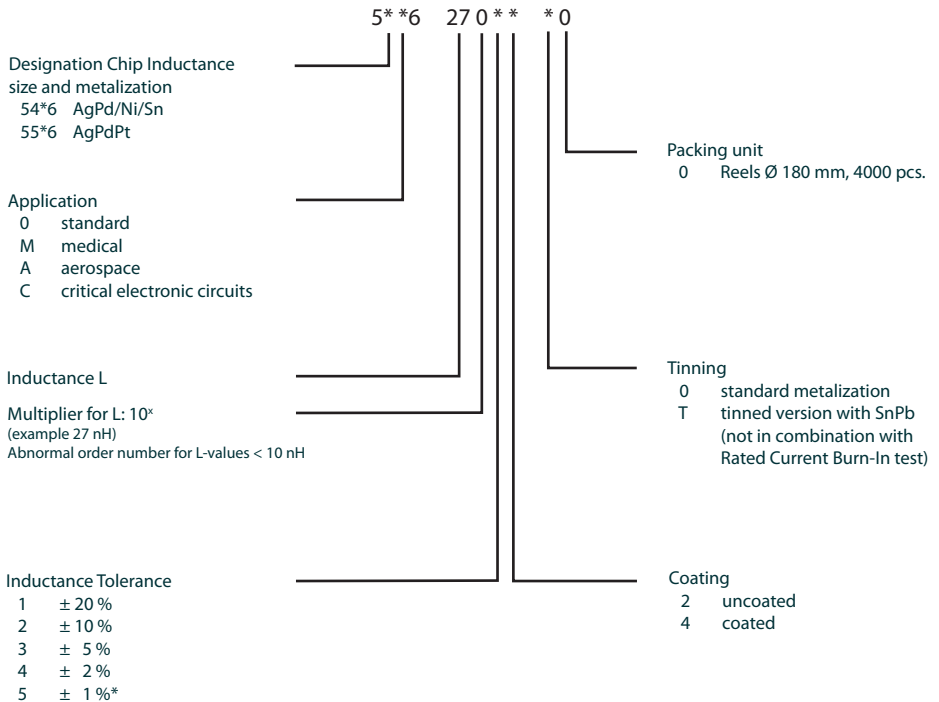 5* *6 27 0 * * * 0
Designation Chip Inductance
size and metalization
54*6 AgPd/Ni/Sn
55*6 AgPdPt
Application
0 standard
M medical
A aerospace
C critical electronic circuits
Inductance L
Multiplier for L: 10ˣ
(example 27 nH)
Abnormal order number for L-values < 10 nH
Inductance Tolerance
1 ± 20 %
2 ± 10 %
3 ± 5 %
4 ± 2 %
5 ± 1 %*
Packing unit
0 Reels Ø 180 mm, 4000 pcs.
Tinning
0 standard metalization
T tinned version with SnPb
(not in combination with
Rated Current Burn-In test)
Coating
2 uncoated
4 coated